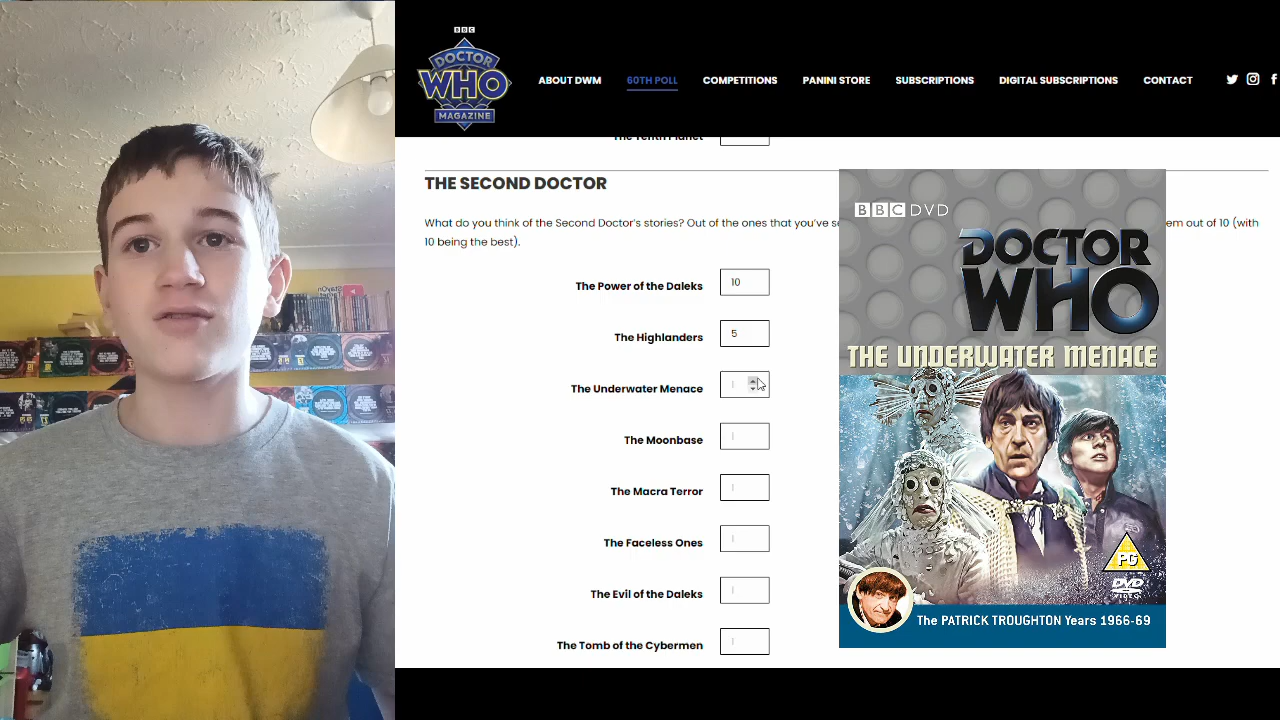 BBC
DOCTOR
WHO
MAGAZINE
ABOUT DWM
60TH POLL
COMPETITIONS
PANINI STORE
SUBSCRIPTIONS
DIGITAL SUBSCRIPTIONS
CONTACT
The Tenth Planet
THE SECOND DOCTOR
What do you think of the Second Doctor's stories? Out of the ones that you've se
em out of 10 (with
10 being the best).
The Power of the Daleks
10
The Highlanders
5
The Underwater Menace
The Moonbase
The Macra Terror
The Faceless Ones
The Evil of the Daleks
The Tomb of the Cybermen
BBC DVD
DOCTOR
WHO
THE UNDERWATER MENACE
PG
DVD
VIDEO
The PATRICK TROUGHTON Years 1966-69